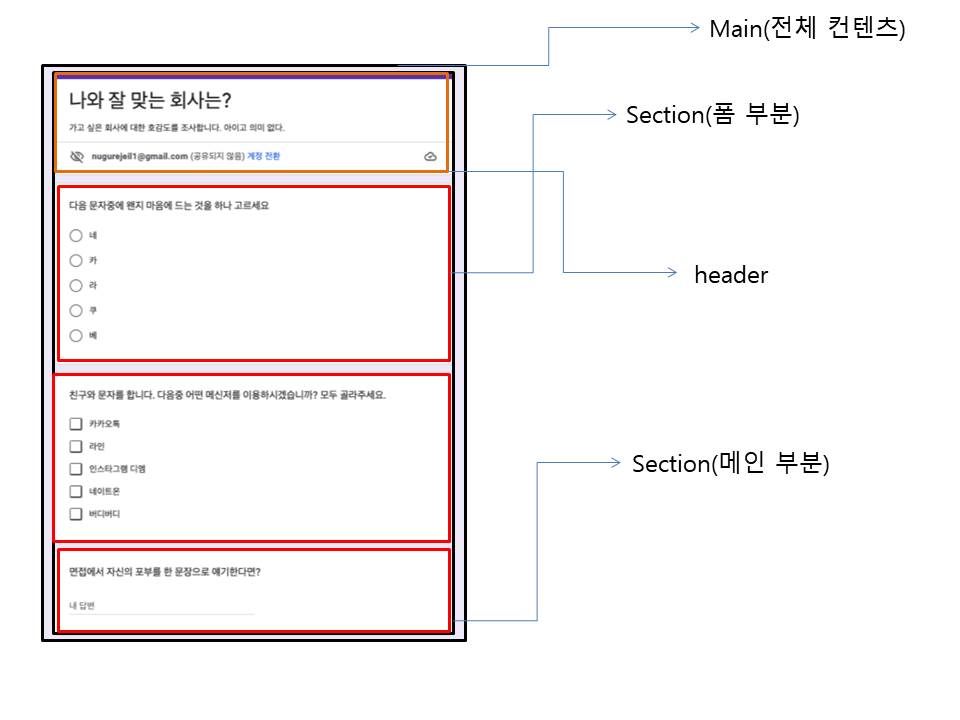 Main(전체 컨텐츠)
나와 잘 맞는 회사는?
가고 싶은 회사에 대한 호감도를 조사합니다. 아이고 의미 없다.
nugurejeil1@gmail.com (공유되지 않음) 계정 전환
Section(폼 부분)
다음 문자중에 왠지 마음에 드는 것을 하나 고르세요
네
카
라
쿠
베
header
친구와 문자를 합니다. 다음중 어떤 메신저를 이용하시겠습니까? 모두 골라주세요.
카카오톡
라인
인스타그램 디엠
네이트온
버디버디
Section(메인 부분)
면접에서 자신의 포부를 한 문장으로 얘기한다면?
내 답변